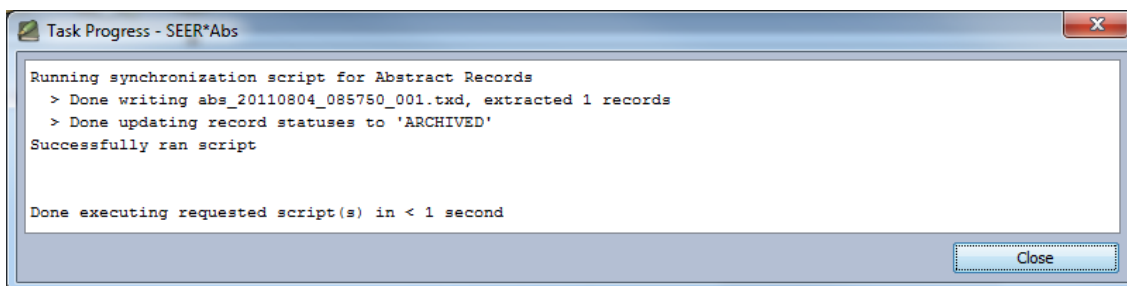 Task Progress - SEER*Abs
Running synchronization script for Abstract Records
> Done writing abs_20110804_085750_001.txd, extracted 1 records
> Done updating record statuses to 'ARCHIVED'
Successfully ran script
Done executing requested script(s) in < 1 second
Close